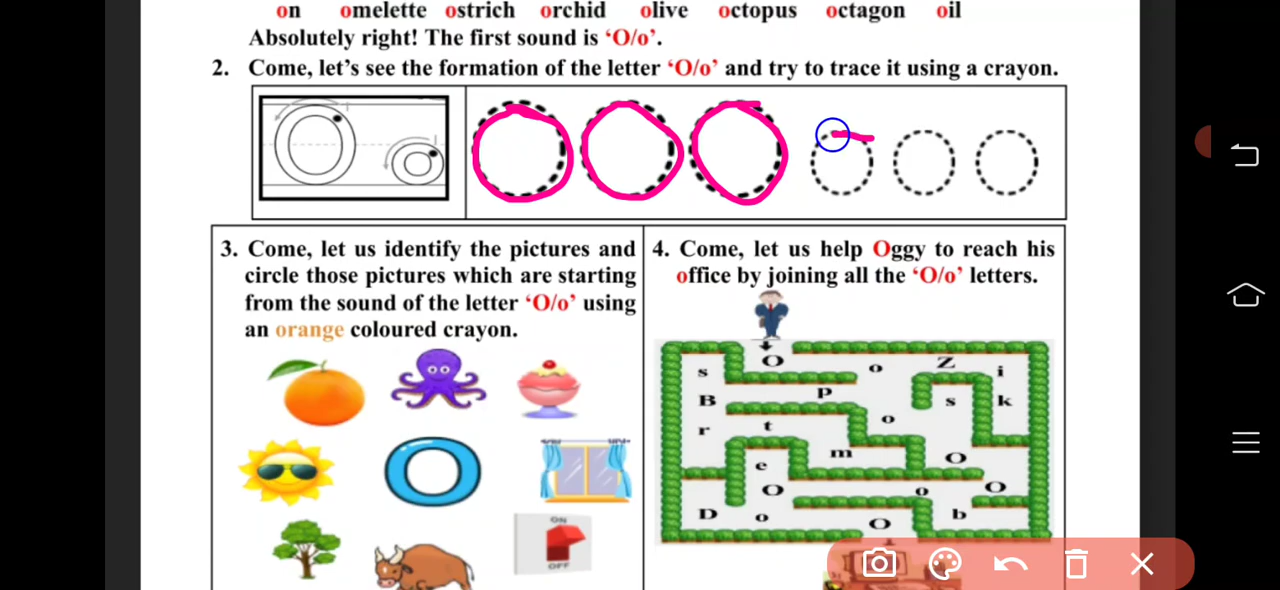 on omelette ostrich orchid olive octopus octagon oil
Absolutely right! The first sound is ‘O/o’.
2. Come, let’s see the formation of the letter ‘O/o’ and try to trace it using a crayon.
O o
3. Come, let us identify the pictures and
circle those pictures which are starting
from the sound of the letter ‘O/o’ using
an orange coloured crayon.
O
ON
OFF
4. Come, let us help Oggy to reach his
office by joining all the ‘O/o’ letters.
O o Z i
s
B p s k
r t o
m O
e
O o O
D o O b